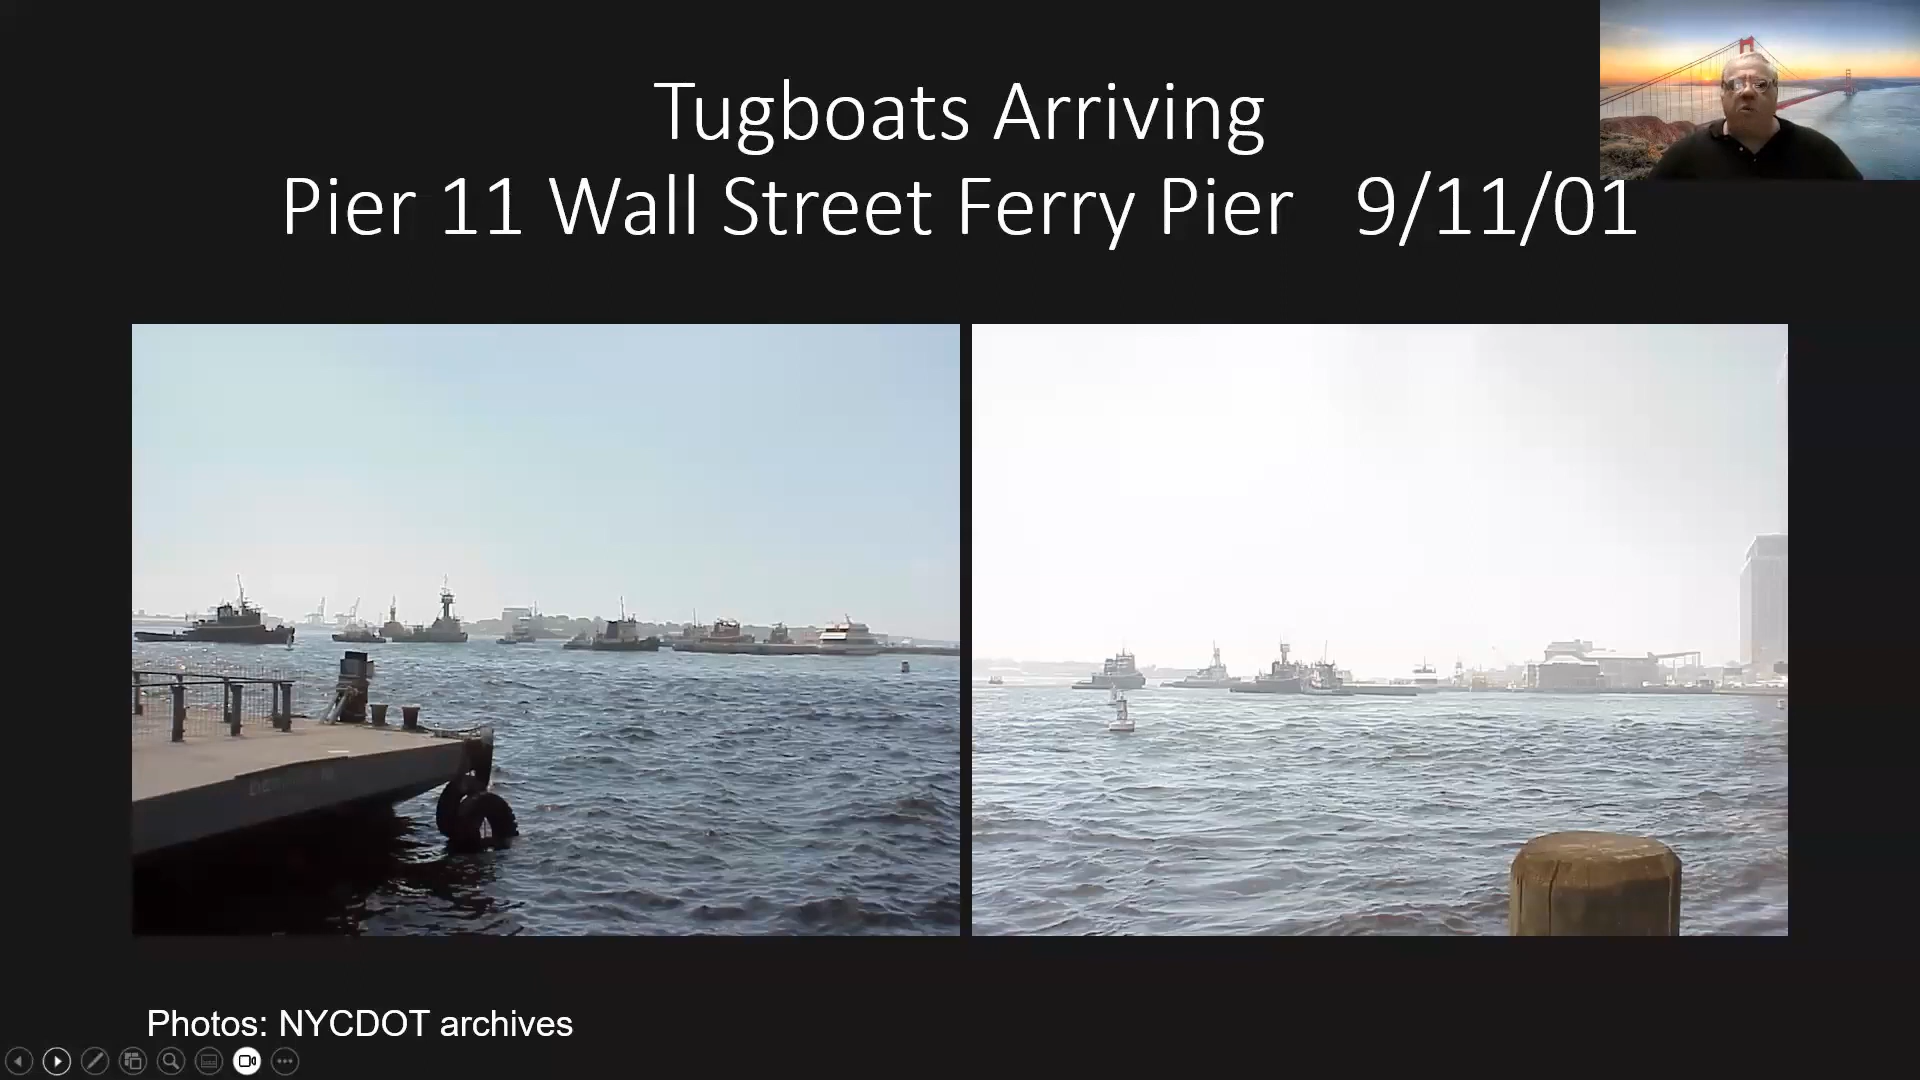 Tugboats Arriving
Pier 11 Wall Street Ferry Pier 9/11/01
Photos: NYCDOT archives